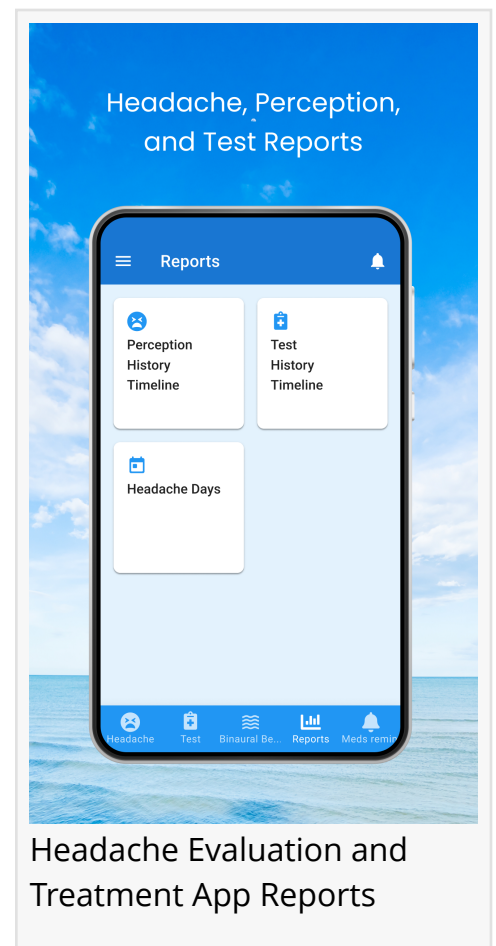 Headache, Perception,
and Test Reports
Reports
Perception
History
Timeline
Test
History
Timeline
Headache Days
Headache
Test
Binaural Be...
Reports
Meds remin
Headache Evaluation and
Treatment App Reports